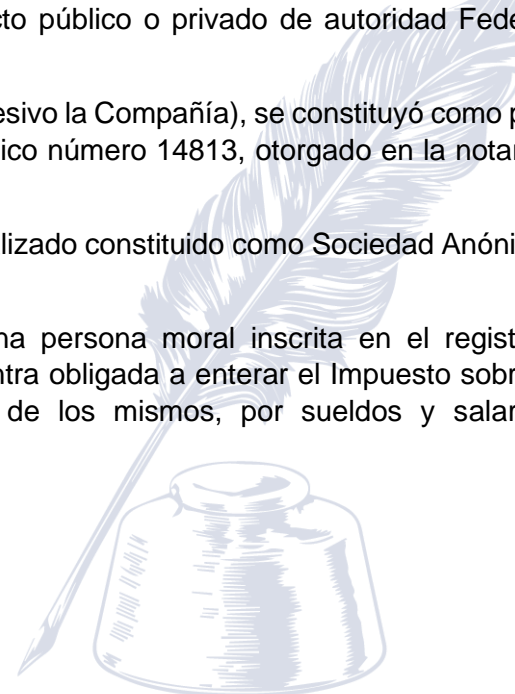 cto público o privado de autoridad Fede
esivo la Compañía), se constituyó como p
ico número 14813, otorgado en la notar
lizado constituido como Sociedad Anóni
na persona moral inscrita en el regist
ntra obligada a enterar el Impuesto sobr
de los mismos, por sueldos y salar